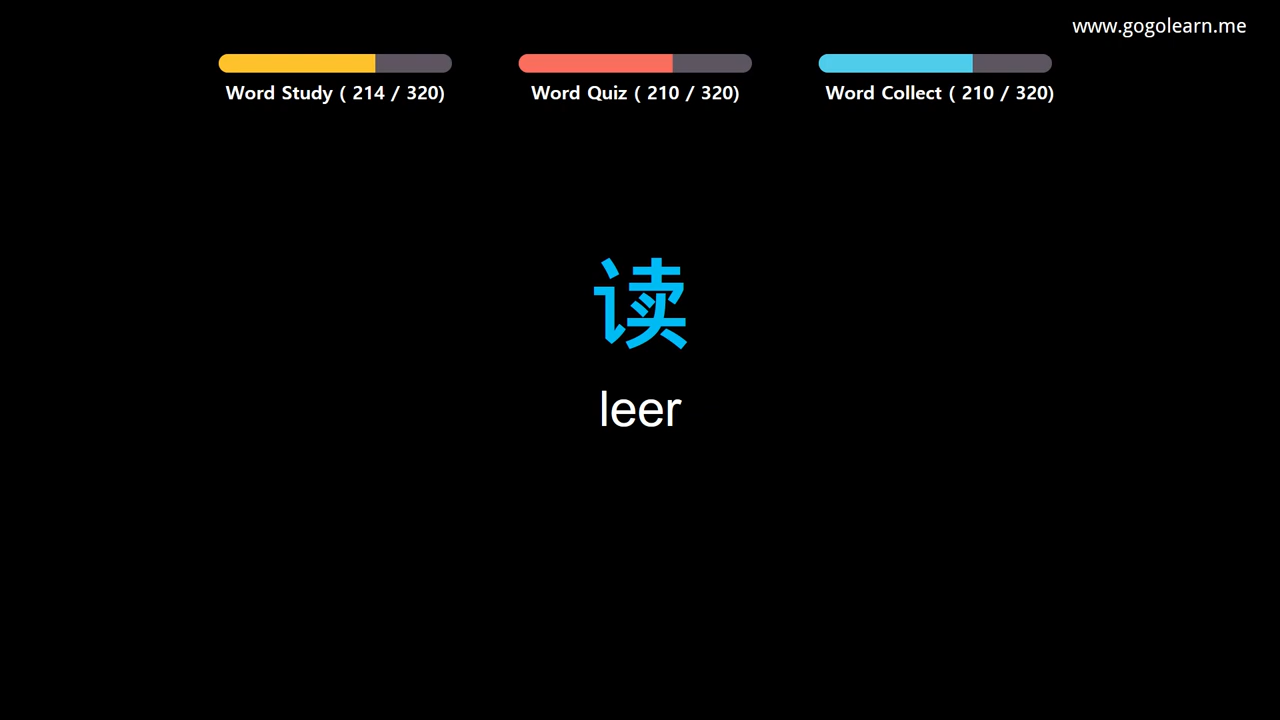 www.gogolearn.me
Word Study ( 214 / 320)
Word Quiz ( 210 / 320)
Word Collect ( 210 / 320)
读
leer